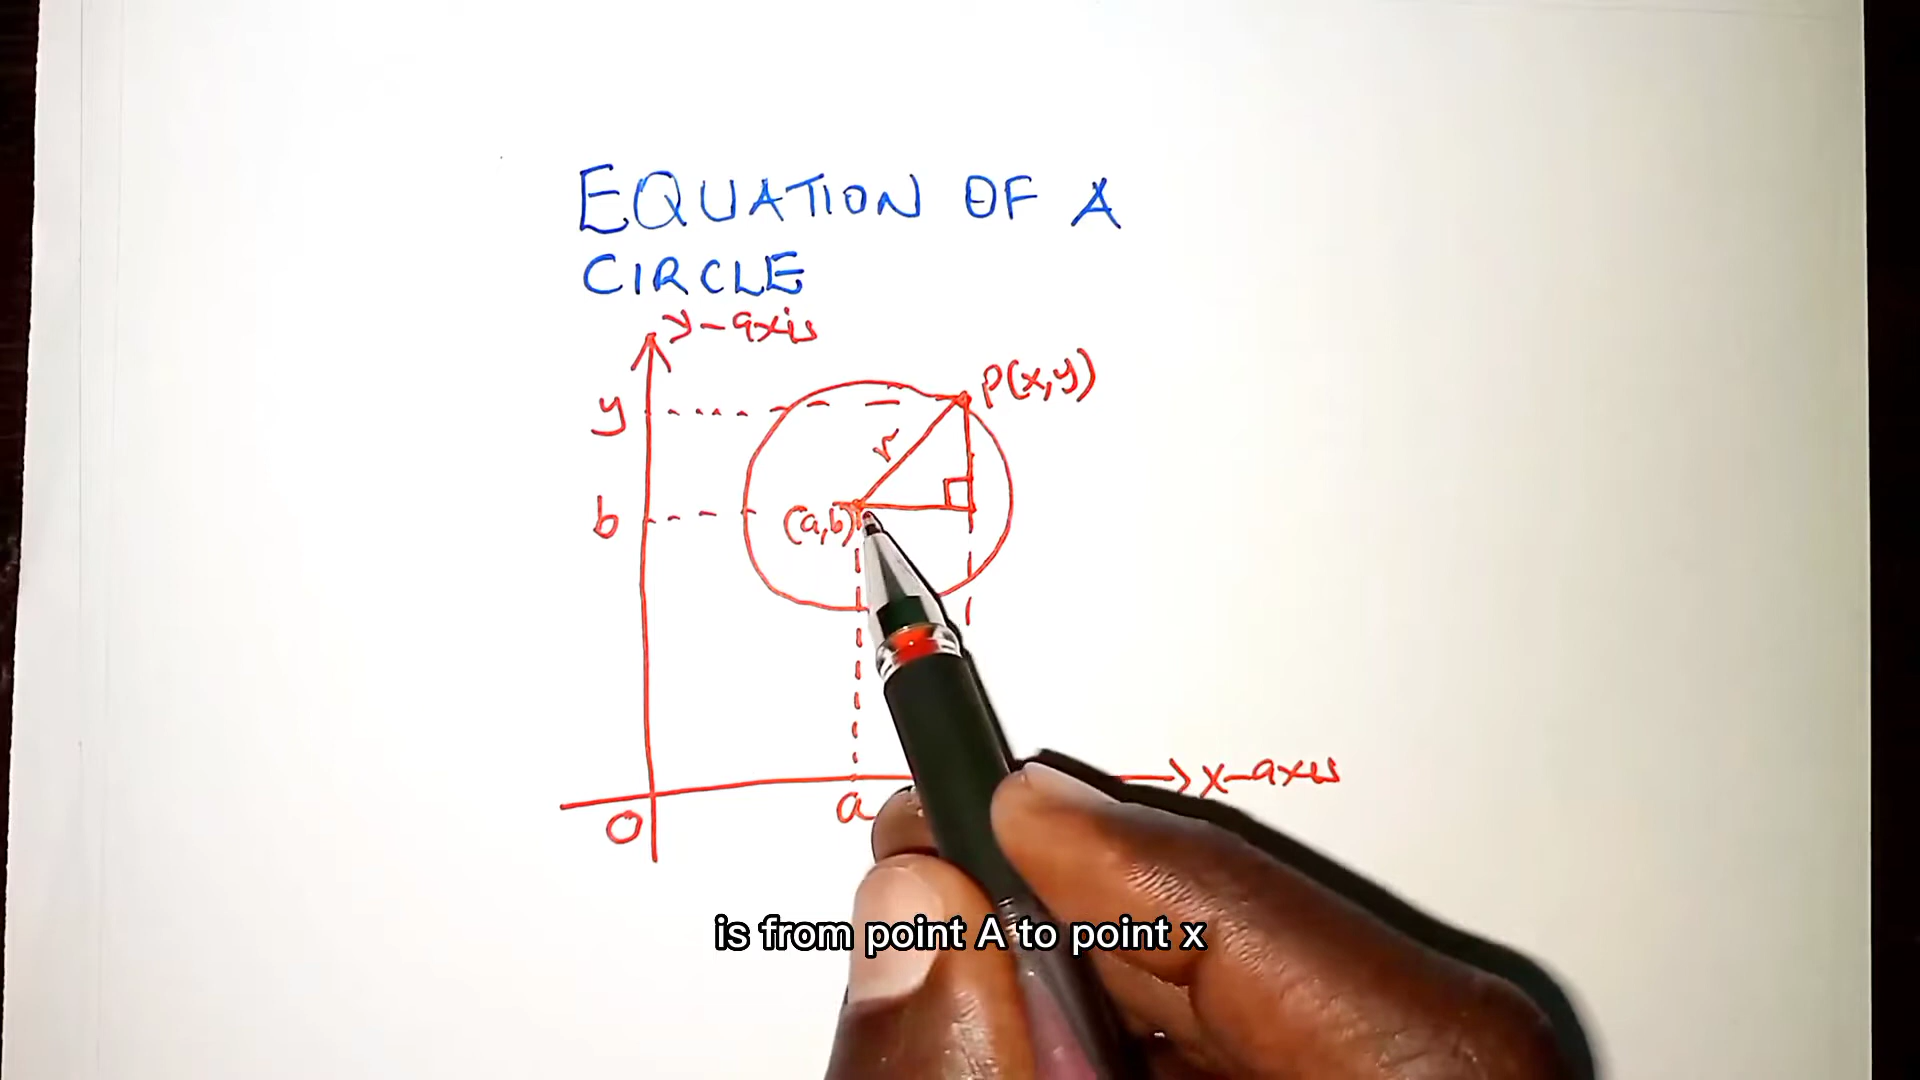 EQUATION OF A
CIRCLE
y-axis
P(x,y)
y
r
b
(a,b)
x-axis
a
O
is from point A to point x